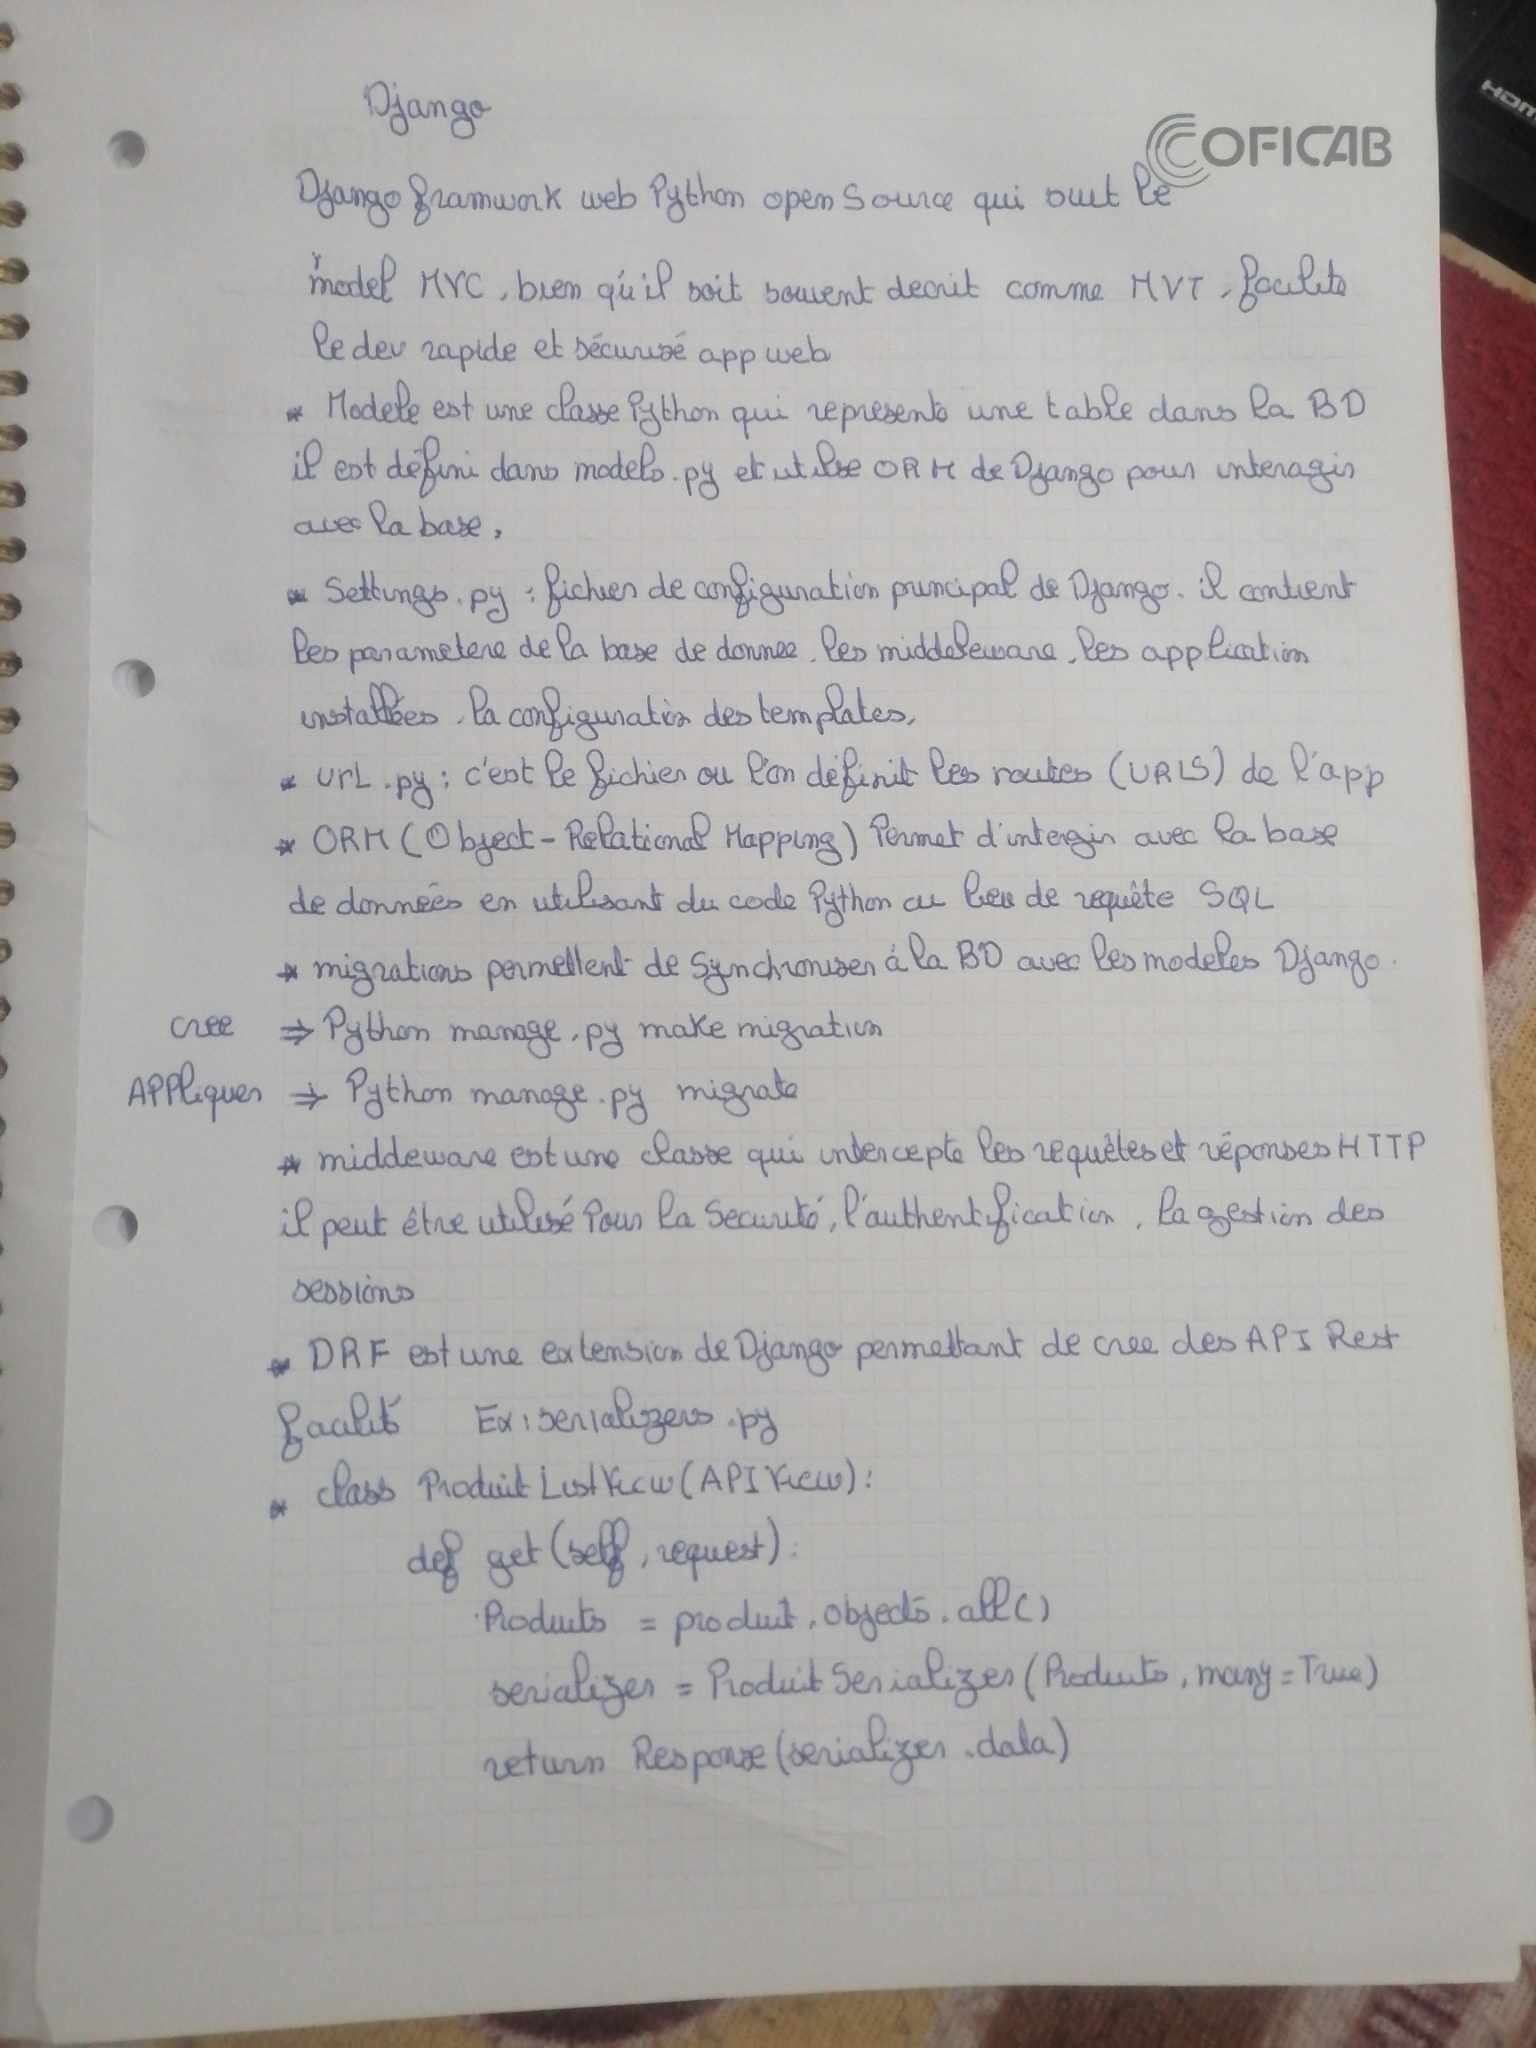 Django
COFICAB
Django framwork web Python open Source qui suit le
model MVC, bien qu'il soit souvent decrit comme MVT, facilite
le dev rapide et sécurisé app web
* Modele est une classe Python qui represente une table dans la BD
il est défini dans models.py et utilise ORM de Django pour interagir
avec la base,
* Settings.py : fichier de configuration principal de Django. il contient
les parametere de la base de donnee, les middeleware, les application
installées, la configuration des templates,
* url.py : c'est le fichier ou l'on définit les routes (URLS) de l'app
* ORM (Object-Relational Mapping) Permet d'intergir avec la base
de données en utilisant du code Python au lieu de requête SQL
* migrations permettent de Synchroniser à la BD avec les modeles Django.
cree ⇒ Python manage.py make migration
APPliquer ⇒ Python manage.py migrate
* middeware est une classe qui intercepte les requêtes et réponses HTTP
il peut être utilisé Pour la Securité, l'authentification, la gestion des
sessions
* DRF est une extension de Django permettant de cree des API Rest
facilité Ex: serializers.py
* class ProduitListView(APIView):
def get(self, request):
Produits = produit.objects.all()
serializer = ProduitSerializer(Produits, many=True)
return Response(serializer.data)